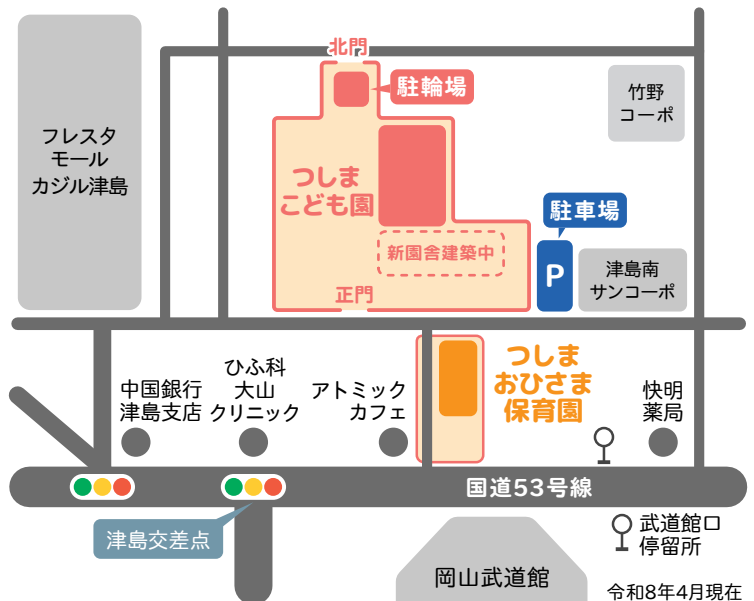 北門
駐輪場
竹野
コーポ
フレスタ
モール
カジル津島
つしま
こども園
駐車場
新園舎建築中
P
津島南
サンコーポ
正門
つしま
おひさま
保育園
ひふ科
大山
クリニック
中国銀行
津島支店
アトミック
カフェ
快明
薬局
国道53号線
津島交差点
武道館口
停留所
岡山武道館
令和8年4月現在